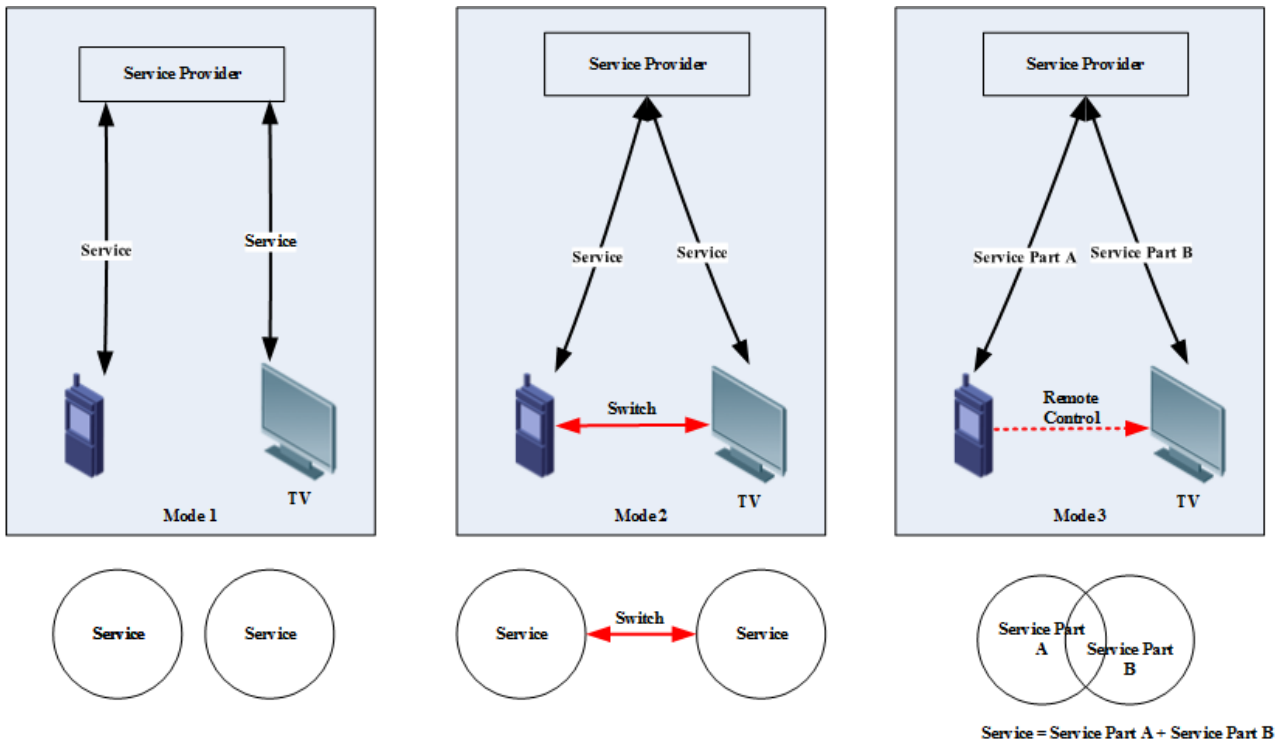 Service Provider
Service
Service
TV
Mode 1
Service
Service
Service Provider
Service
Service
Switch
TV
Mode 2
Service
Switch
Service
Service Provider
Service Part A
Service Part B
Remote
Control
TV
Mode 3
Service Part
A
Service Part
B
Service = Service Part A + Service Part B